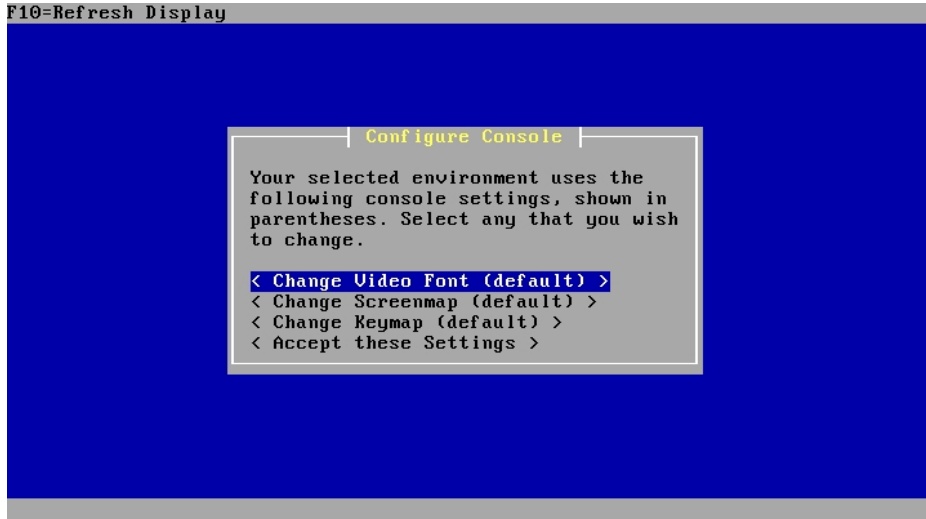 F10=Refresh Display
Configure Console
Your selected environment uses the
following console settings, shown in
parentheses. Select any that you wish
to change.
< Change Video Font (default) >
< Change Screenmap (default) >
< Change Keymap (default) >
< Accept these Settings >